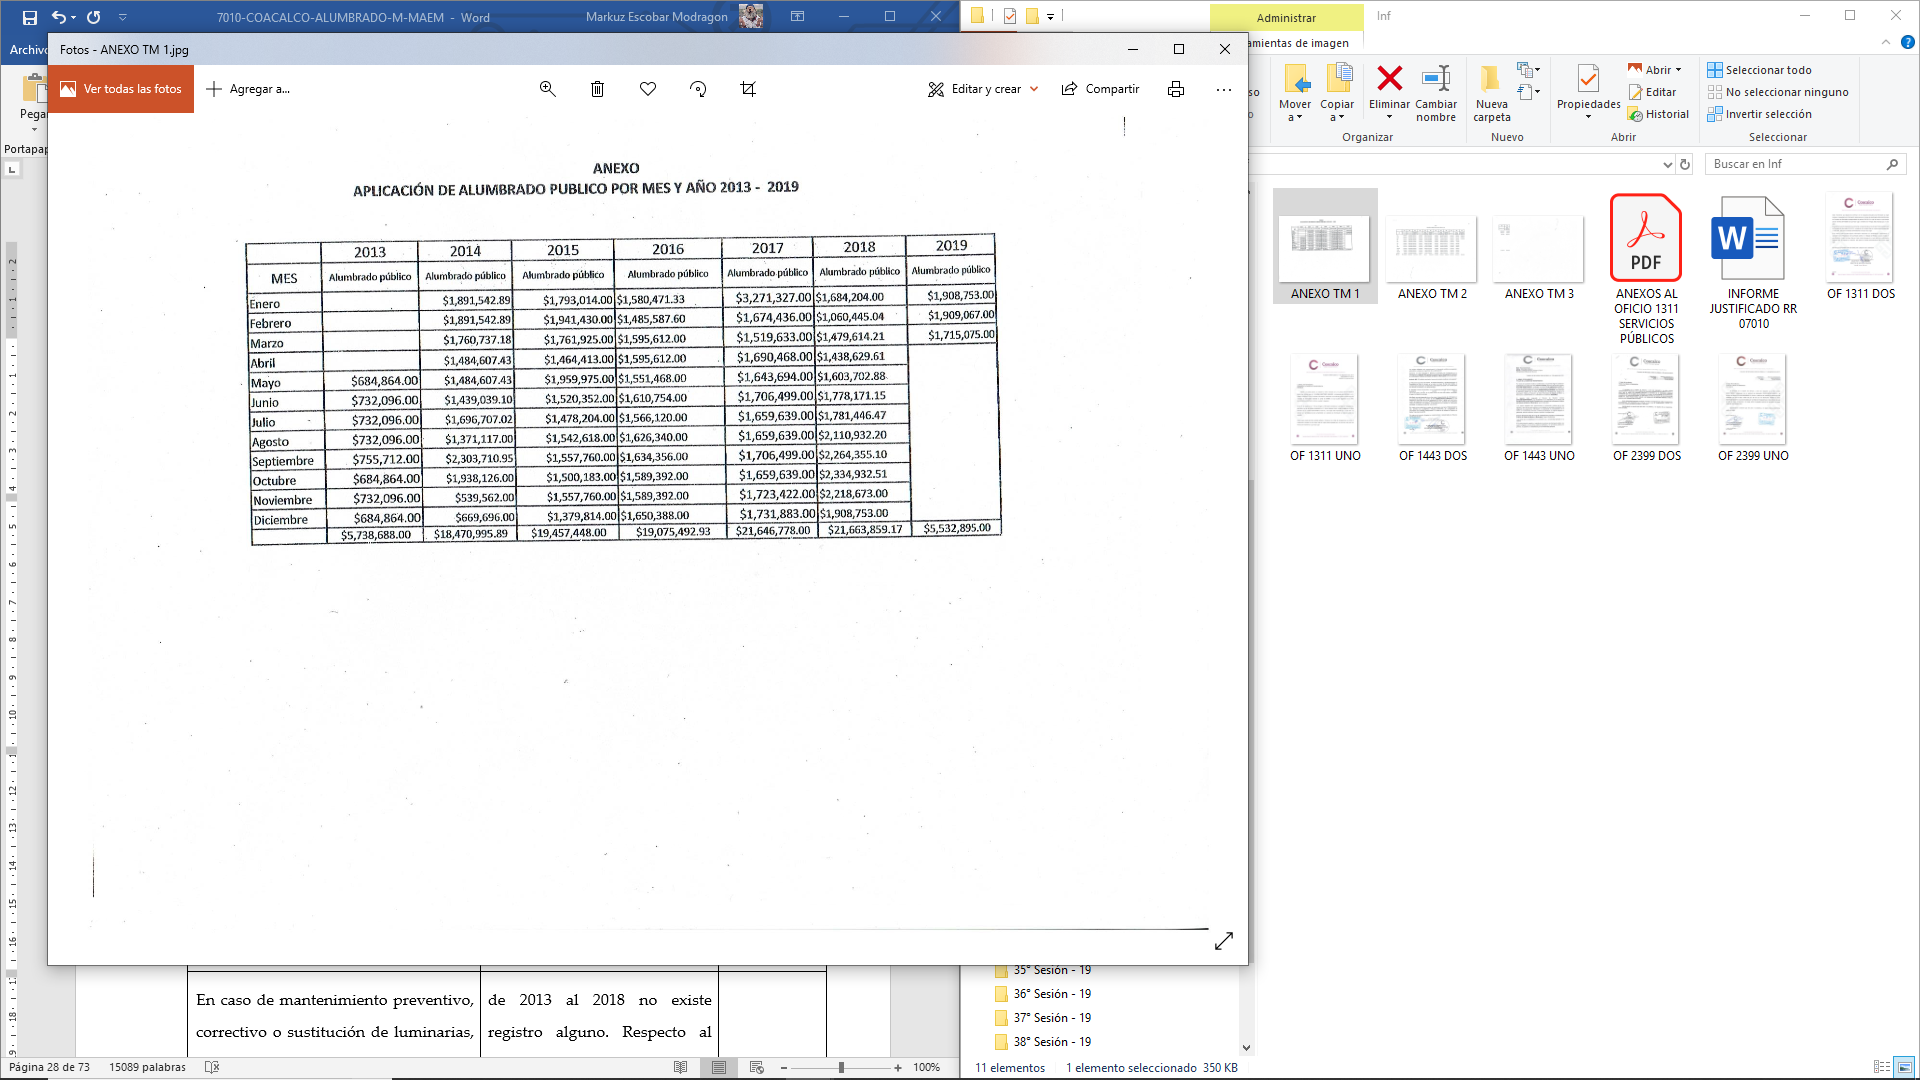 7010-COACALCO-ALUMBRADO-M-MAEM - Word
Markuz Escobar Modragon
Administrar
Inf
Archivo
Fotos - ANEXO TM 1.jpg
Ver todas las fotos
Agregar a...
Editar y crear
Compartir
Portapap
Mover a
Copiar a
Eliminar
Cambiar nombre
Nueva carpeta
Propiedades
Abrir
Editar
Historial
Seleccionar todo
No seleccionar ninguno
Invertir selección
Organizar
Nuevo
Abrir
Seleccionar
Buscar en Inf
ANEXO
APLICACIÓN DE ALUMBRADO PUBLICO POR MES Y AÑO 2013 - 2019
2013 2014 2015 2016 2017 2018 2019
MES Alumbrado público Alumbrado público Alumbrado público Alumbrado público Alumbrado público Alumbrado público Alumbrado público
Enero $1,891,542.89 $1,793,014.00 $1,580,471.33 $3,271,327.00 $1,684,204.00 $1,908,753.00
Febrero $1,891,542.89 $1,941,430.00 $1,485,587.60 $1,674,436.00 $1,060,445.04 $1,909,067.00
Marzo $1,760,737.18 $1,761,925.00 $1,595,612.00 $1,519,633.00 $1,479,614.21 $1,715,075.00
Abril $1,484,607.43 $1,464,413.00 $1,595,612.00 $1,690,468.00 $1,438,629.61
Mayo $684,864.00 $1,484,607.43 $1,959,975.00 $1,551,468.00 $1,643,694.00 $1,603,702.88
Junio $732,096.00 $1,439,039.10 $1,520,352.00 $1,610,754.00 $1,706,499.00 $1,778,171.15
Julio $732,096.00 $1,696,707.02 $1,478,204.00 $1,566,120.00 $1,659,639.00 $1,781,446.47
Agosto $732,096.00 $1,371,117.00 $1,542,618.00 $1,626,340.00 $1,659,639.00 $2,110,932.20
Septiembre $755,712.00 $2,303,710.95 $1,557,760.00 $1,634,356.00 $1,706,499.00 $2,264,355.10
Octubre $684,864.00 $1,938,126.00 $1,500,183.00 $1,589,392.00 $1,659,639.00 $2,334,932.51
Noviembre $732,096.00 $539,562.00 $1,557,760.00 $1,589,392.00 $1,723,422.00 $2,218,673.00
Diciembre $684,864.00 $669,696.00 $1,379,814.00 $1,650,388.00 $1,731,883.00 $1,908,753.00
$5,738,688.00 $18,470,995.89 $19,457,448.00 $19,075,492.93 $21,646,778.00 $21,663,859.17 $5,532,895.00
ANEXO TM 1
ANEXO TM 2
ANEXO TM 3
PDF
ANEXOS AL OFICIO 1311 SERVICIOS PÚBLICOS
INFORME JUSTIFICADO RR 07010
OF 1311 DOS
OF 1311 UNO
OF 1443 DOS
OF 1443 UNO
OF 2399 DOS
OF 2399 UNO
35° Sesión - 19
36° Sesión - 19
37° Sesión - 19
38° Sesión - 19
En caso de mantenimiento preventivo,
correctivo o sustitución de luminarias,
de 2013 al 2018 no existe
registro alguno. Respecto al
Página 28 de 73
15089 palabras
100%
11 elementos
1 elemento seleccionado 350 KB